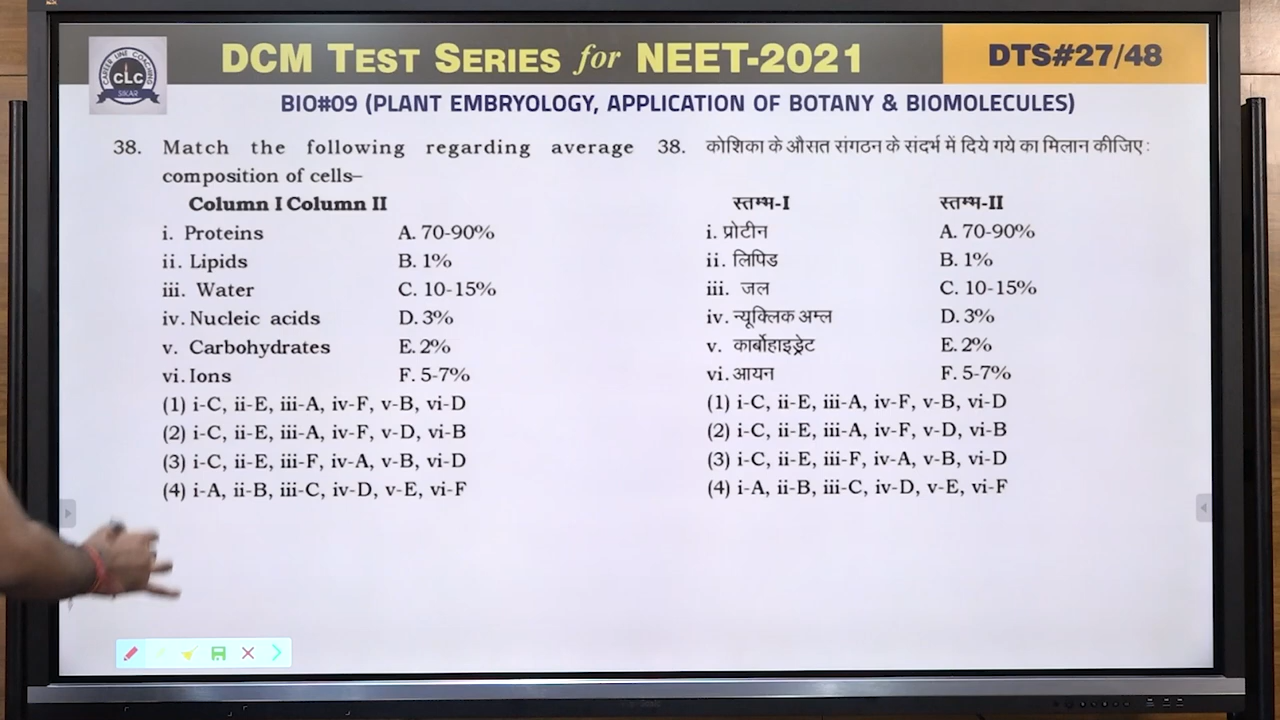 DCM TEST SERIES for NEET-2021
DTS#27/48
CAREER LINE COACHING
CLC
SIKAR
BIO#09 (PLANT EMBRYOLOGY, APPLICATION OF BOTANY & BIOMOLECULES)
38. Match the following regarding average
composition of cells–
Column I Column II
i. Proteins A. 70-90%
ii. Lipids B. 1%
iii. Water C. 10-15%
iv. Nucleic acids D. 3%
v. Carbohydrates E. 2%
vi. Ions F. 5-7%
(1) i-C, ii-E, iii-A, iv-F, v-B, vi-D
(2) i-C, ii-E, iii-A, iv-F, v-D, vi-B
(3) i-C, ii-E, iii-F, iv-A, v-B, vi-D
(4) i-A, ii-B, iii-C, iv-D, v-E, vi-F
38. कोशिका के औसत संगठन के संदर्भ में दिये गये का मिलान कीजिए :
स्तम्भ-I स्तम्भ-II
i. प्रोटीन A. 70-90%
ii. लिपिड B. 1%
iii. जल C. 10-15%
iv. न्यूक्लिक अम्ल D. 3%
v. कार्बोहाइड्रेट E. 2%
vi. आयन F. 5-7%
(1) i-C, ii-E, iii-A, iv-F, v-B, vi-D
(2) i-C, ii-E, iii-A, iv-F, v-D, vi-B
(3) i-C, ii-E, iii-F, iv-A, v-B, vi-D
(4) i-A, ii-B, iii-C, iv-D, v-E, vi-F